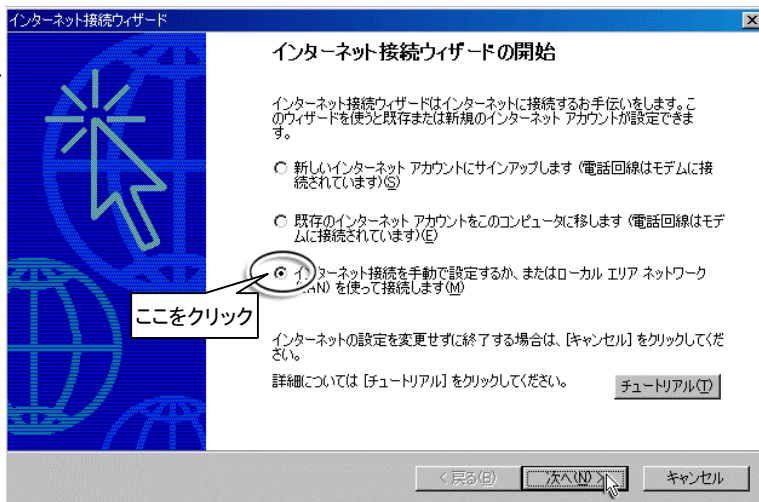 インターネット接続ウィザード
インターネット接続ウィザードの開始
インターネット接続ウィザードはインターネットに接続するお手伝いをします。こ
のウィザードを使うと既存または新規のインターネット アカウントが設定できま
す。
新しいインターネット アカウントにサインアップします (電話回線はモデムに接
続されています)(S)
既存のインターネット アカウントをこのコンピュータに移します (電話回線はモデ
ムに接続されています)(E)
インターネット接続を手動で設定するか、またはローカル エリア ネットワーク
(LAN) を使って接続します(M)
ここをクリック
インターネットの設定を変更せずに終了する場合は、[キャンセル] をクリックしてくだ
さい。
詳細については [チュートリアル] をクリックしてください。
チュートリアル(T)
< 戻る(B)
次へ(N) >
キャンセル